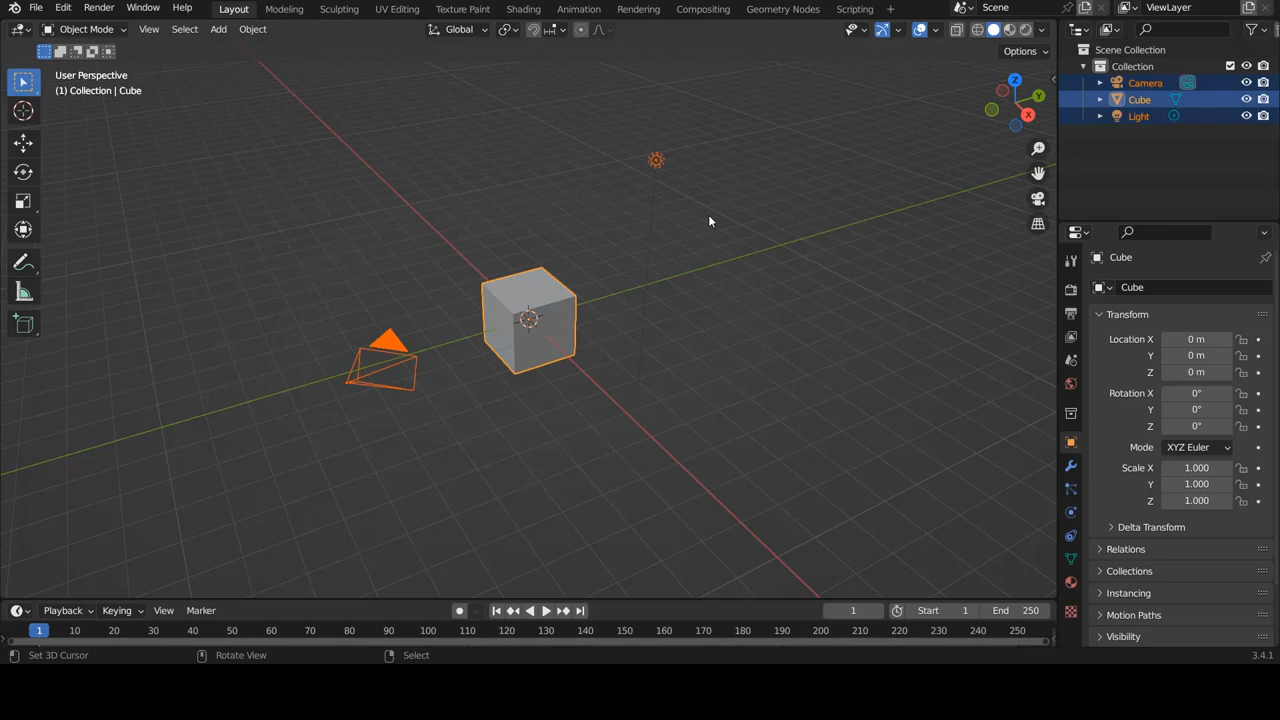 File Edit Render Window Help Layout Modeling Sculpting UV Editing Texture Paint Shading Animation Rendering Compositing Geometry Nodes Scripting + Scene ViewLayer
Object Mode View Select Add Object Global
Options
User Perspective
(1) Collection | Cube
Z
Y
X
Scene Collection
Collection
Camera
Cube
Light
Cube
Cube
Transform
Location X 0 m
Y 0 m
Z 0 m
Rotation X 0°
Y 0°
Z 0°
Mode XYZ Euler
Scale X 1.000
Y 1.000
Z 1.000
Delta Transform
Relations
Collections
Instancing
Motion Paths
Visibility
Playback Keying View Marker 1 Start 1 End 250
1 10 20 30 40 50 60 70 80 90 100 110 120 130 140 150 160 170 180 190 200 210 220 230 240 250
Set 3D Cursor Rotate View Select 3.4.1